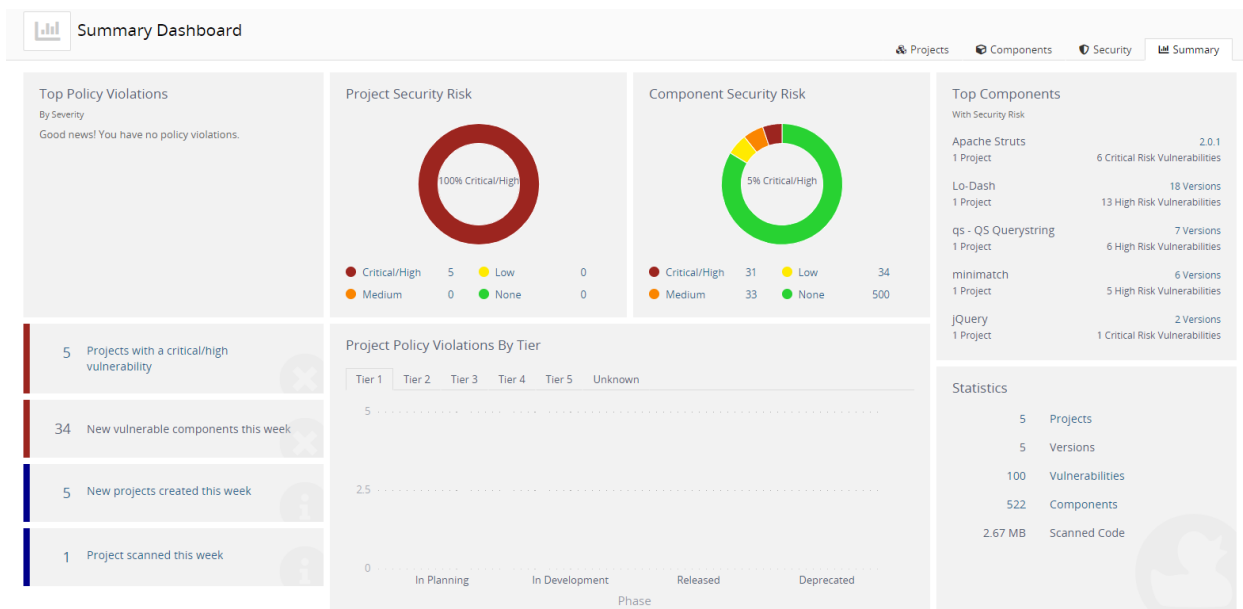 Summary Dashboard
Projects
Components
Security
Summary
Top Policy Violations
By Severity
Good news! You have no policy violations.
Project Security Risk
100% Critical/High
Critical/High 5 Low 0
Medium 0 None 0
Component Security Risk
5% Critical/High
Critical/High 31 Low 34
Medium 33 None 500
Top Components
With Security Risk
Apache Struts 2.0.1
1 Project 6 Critical Risk Vulnerabilities
Lo-Dash 18 Versions
1 Project 13 High Risk Vulnerabilities
qs - QS Querystring 7 Versions
1 Project 6 High Risk Vulnerabilities
minimatch 6 Versions
1 Project 5 High Risk Vulnerabilities
jQuery 2 Versions
1 Project 1 Critical Risk Vulnerabilities
5 Projects with a critical/high
vulnerability
34 New vulnerable components this week
5 New projects created this week
1 Project scanned this week
Project Policy Violations By Tier
Tier 1 Tier 2 Tier 3 Tier 4 Tier 5 Unknown
5
2.5
0
In Planning In Development Released Deprecated
Phase
Statistics
5 Projects
5 Versions
100 Vulnerabilities
522 Components
2.67 MB Scanned Code